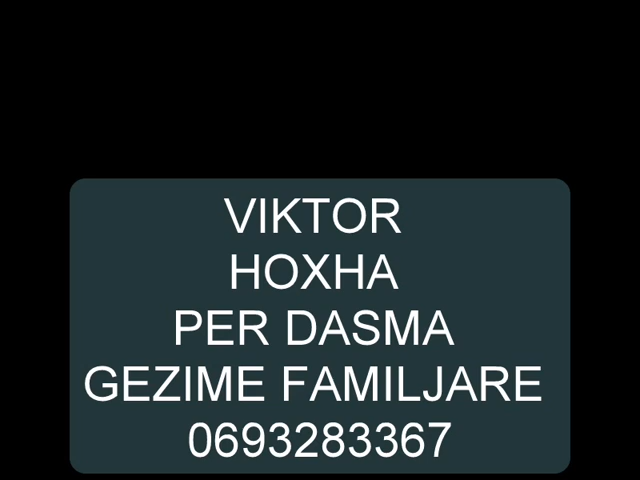 VIKTOR
HOXHA
PER DASMA
GEZIME FAMILJARE
0693283367